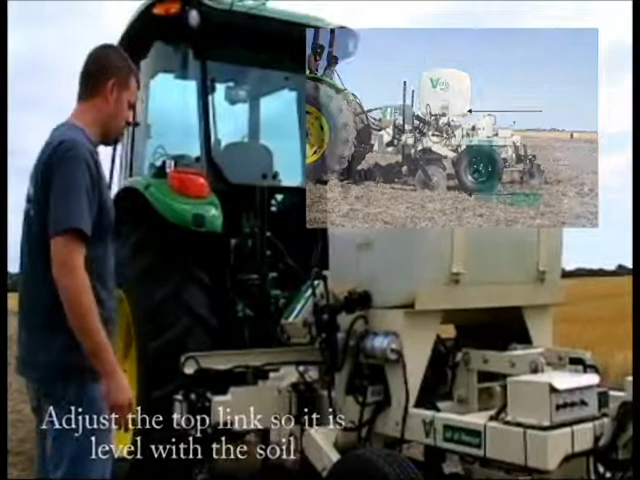 Adjust the top link so it is
level with the soil